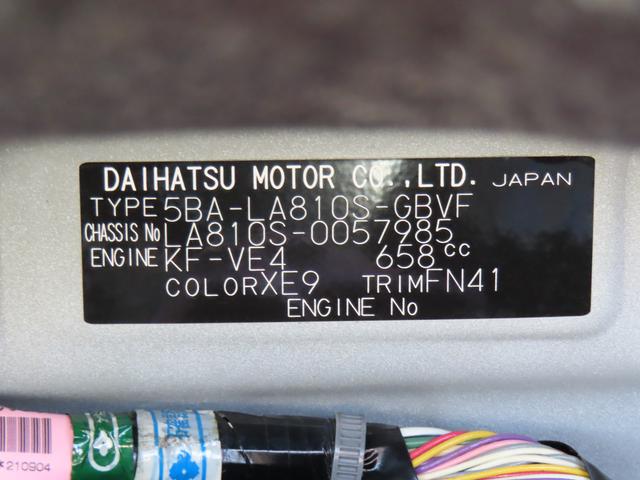 DAIHATSU MOTOR CO.,LTD. JAPAN
TYPE 5BA-LA810S-GBVF
CHASSIS No LA810S-0057985
ENGINE KF-VE4 658cc
COLOR XE9 TRIM FN41
ENGINE No
*210904